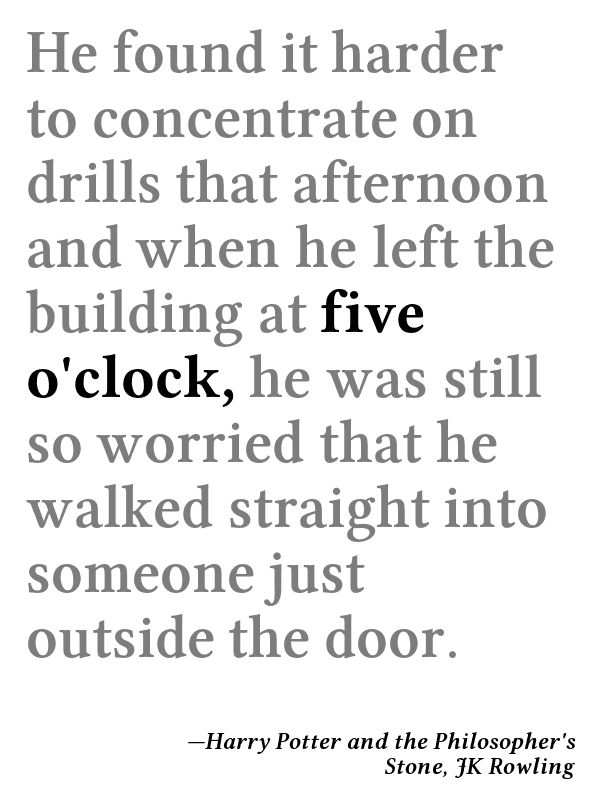 He found it harder
to concentrate on
drills that afternoon
and when he left the
building at five
o'clock, he was still
so worried that he
walked straight into
someone just
outside the door.
—Harry Potter and the Philosopher's
Stone, JK Rowling